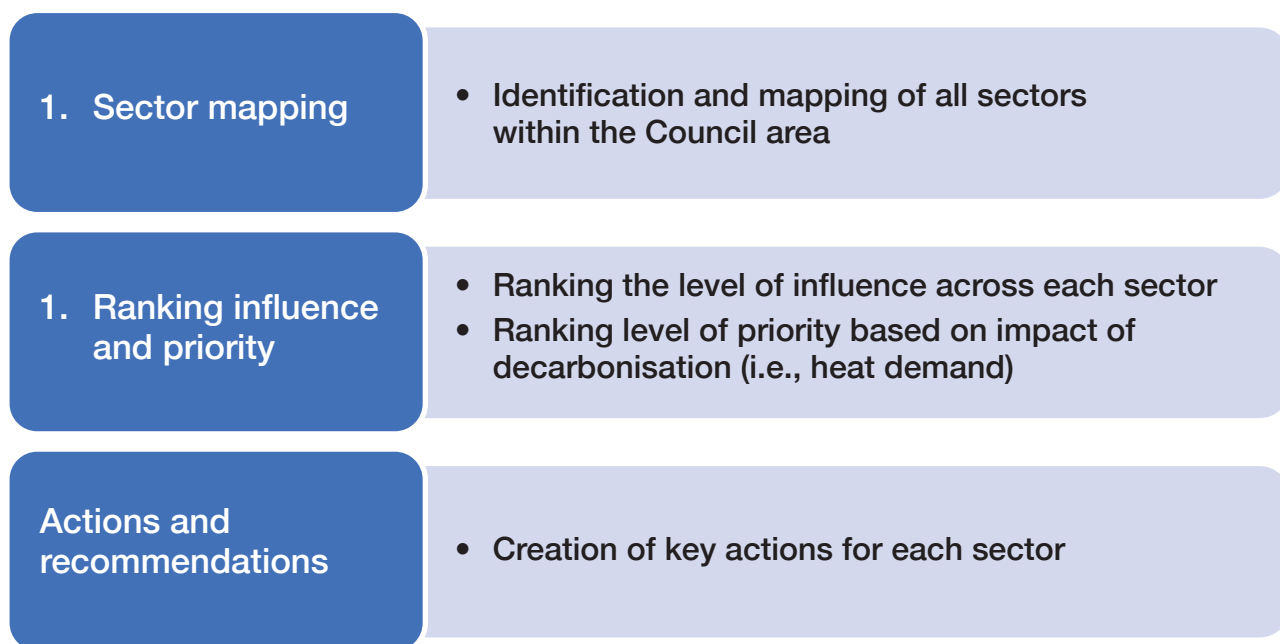 1. Sector mapping
• Identification and mapping of all sectors
within the Council area
1. Ranking influence
and priority
• Ranking the level of influence across each sector
• Ranking level of priority based on impact of
decarbonisation (i.e., heat demand)
Actions and
recommendations
• Creation of key actions for each sector